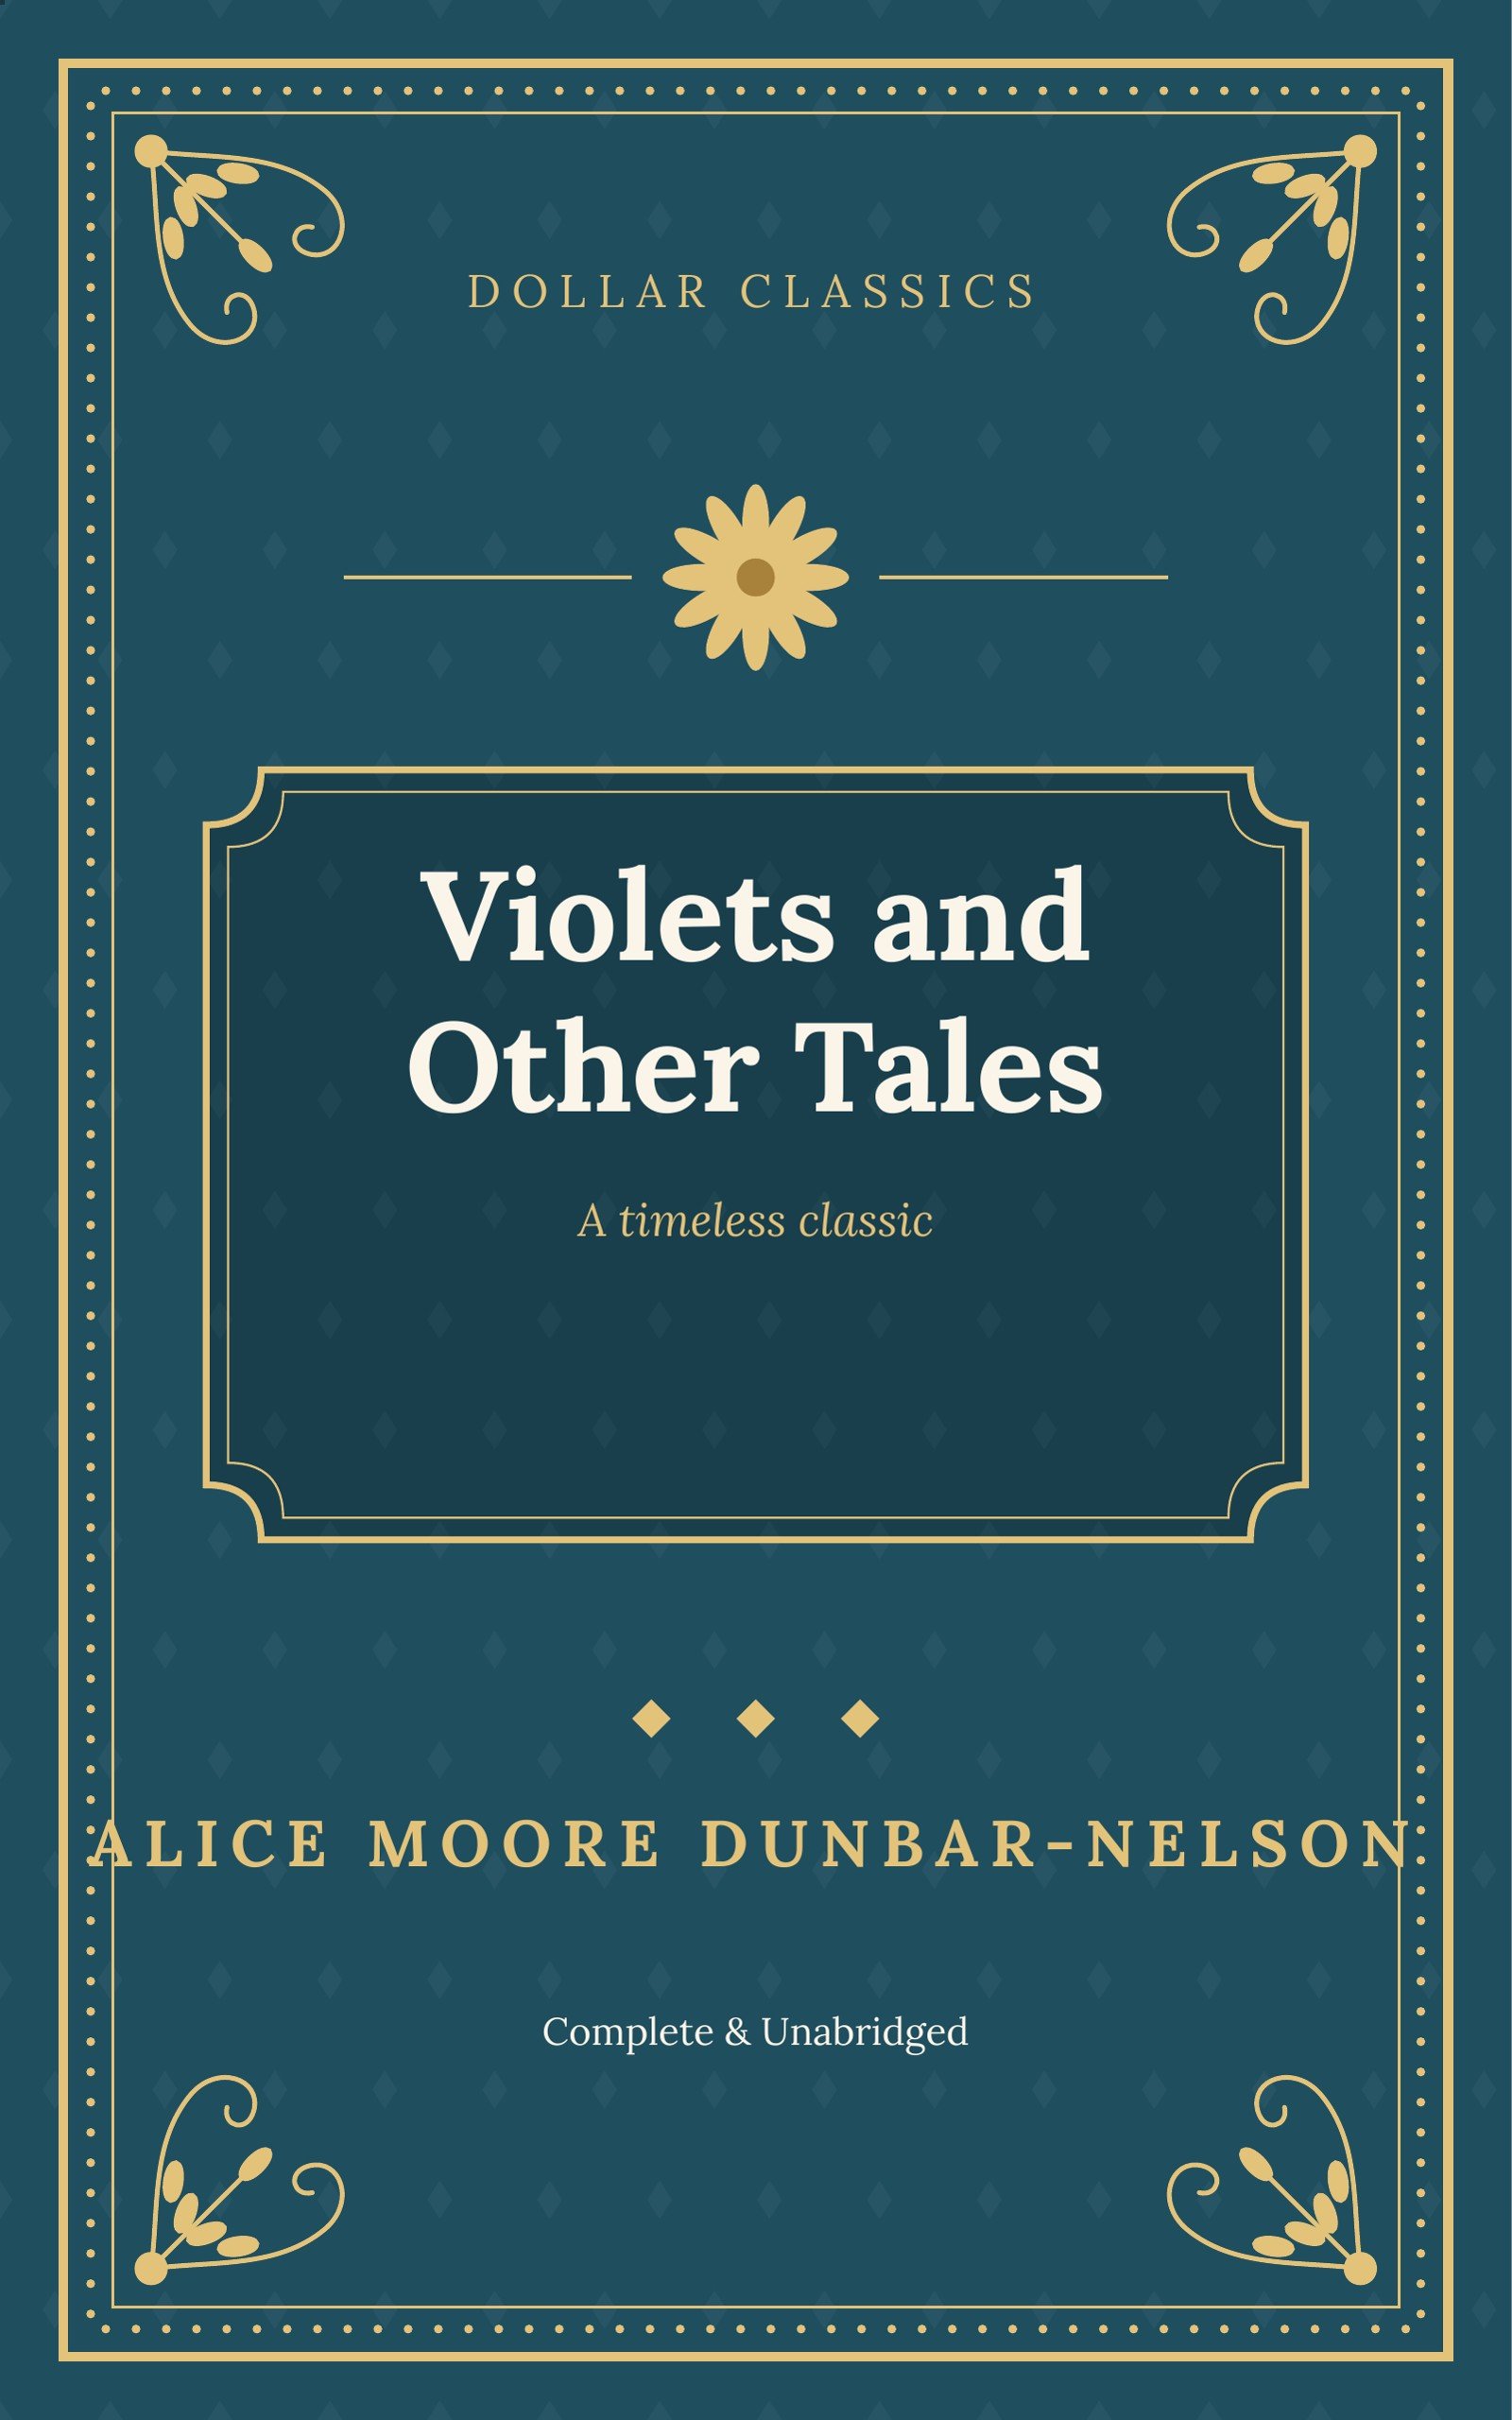 DOLLAR CLASSICS
Violets and
Other Tales
A timeless classic
ALICE MOORE DUNBAR-NELSON
Complete & Unabridged